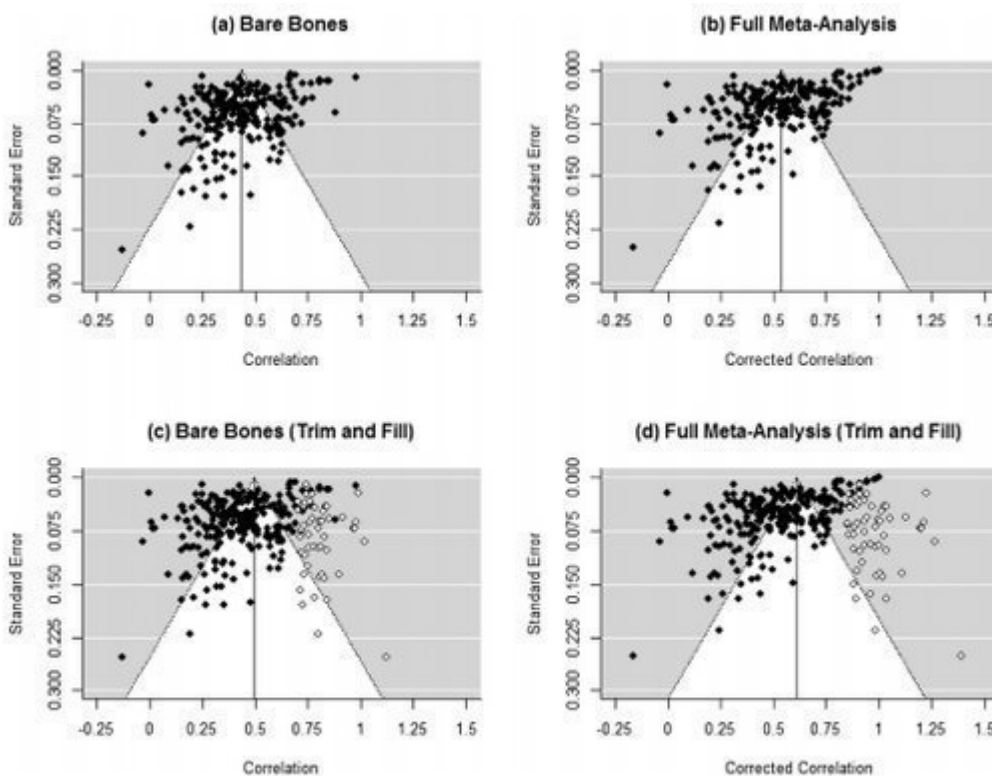 (a) Bare Bones
Standard Error
0.000
0.075
0.150
0.225
0.300
-0.25 0 0.25 0.5 0.75 1 1.25 1.5
Correlation
(b) Full Meta-Analysis
Standard Error
0.000
0.075
0.150
0.225
0.300
-0.25 0 0.25 0.5 0.75 1 1.25 1.5
Corrected Correlation
(c) Bare Bones (Trim and Fill)
Standard Error
0.000
0.075
0.150
0.225
0.300
-0.25 0 0.25 0.5 0.75 1 1.25 1.5
Correlation
(d) Full Meta-Analysis (Trim and Fill)
Standard Error
0.000
0.075
0.150
0.225
0.300
-0.25 0 0.25 0.5 0.75 1 1.25 1.5
Corrected Correlation